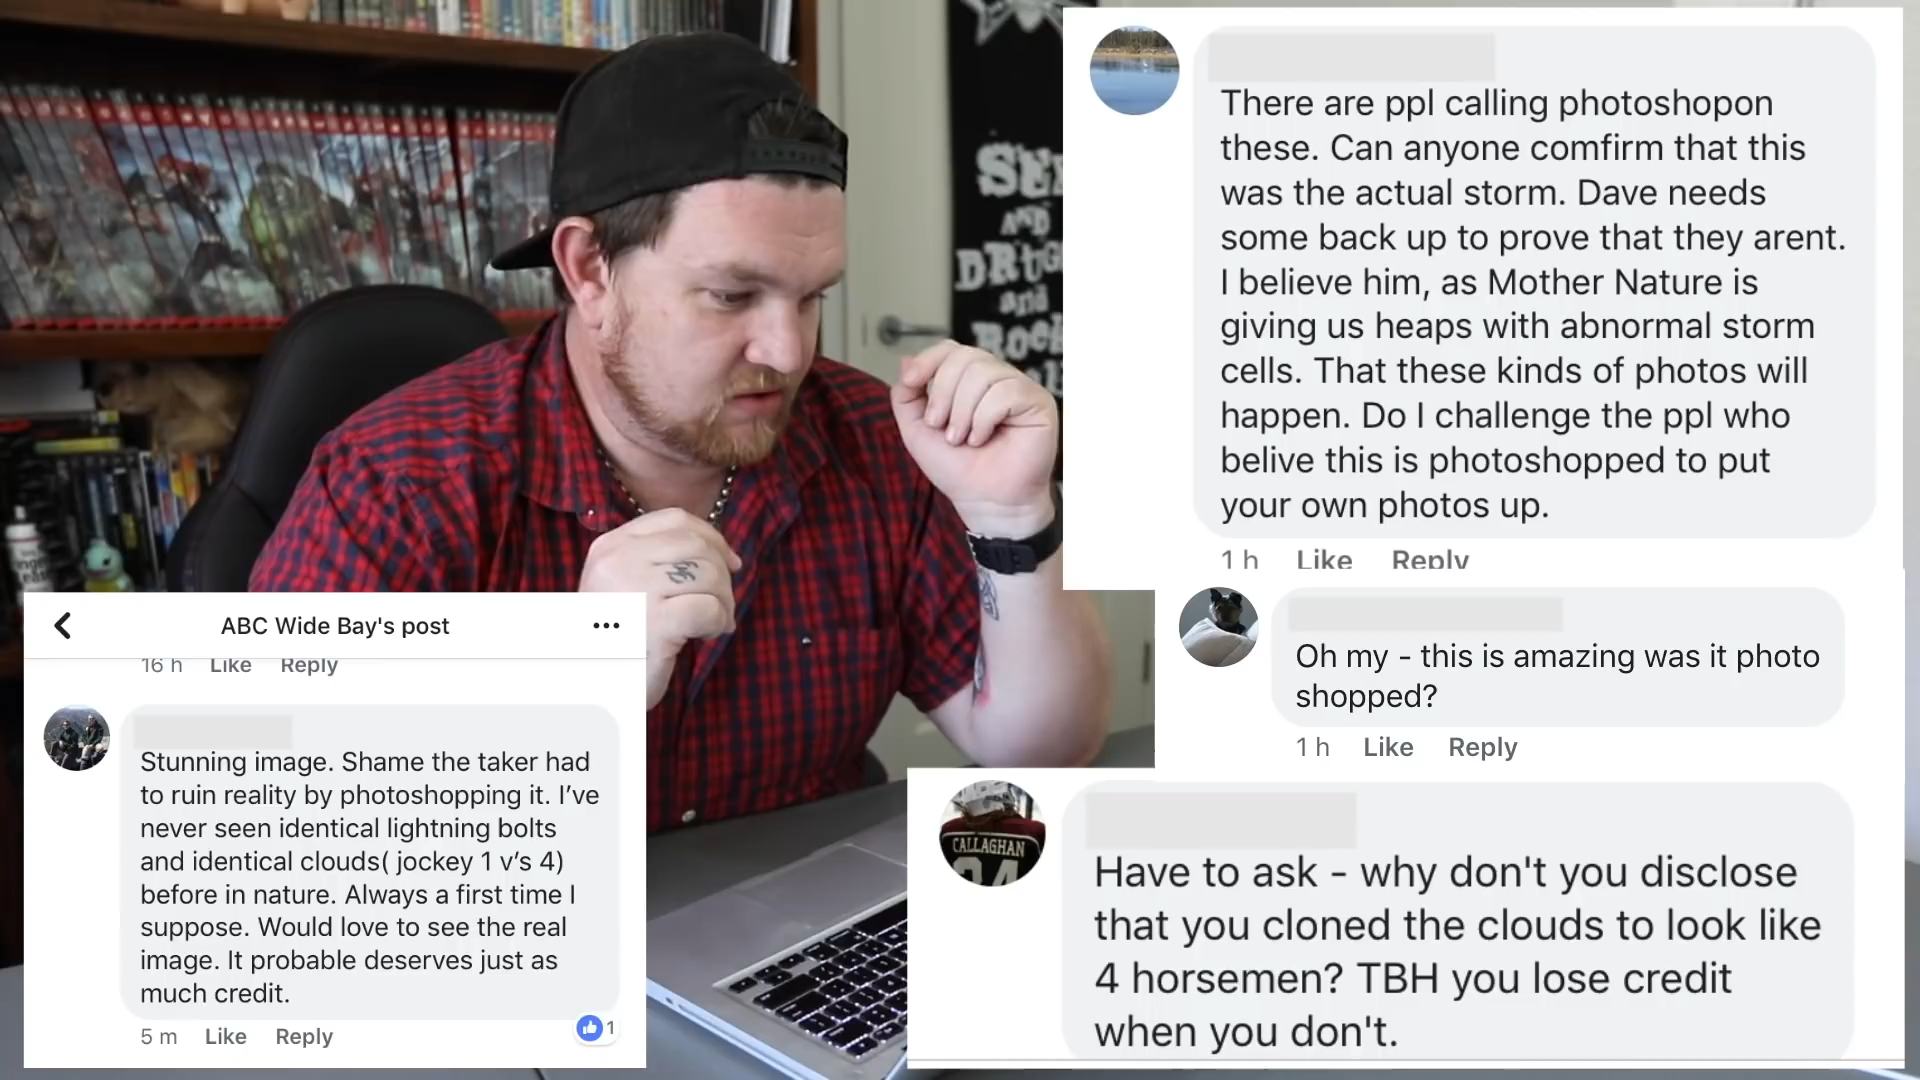 SEX
AND
DRUGS
and
Rock
There are ppl calling photoshopon
these. Can anyone comfirm that this
was the actual storm. Dave needs
some back up to prove that they arent.
I believe him, as Mother Nature is
giving us heaps with abnormal storm
cells. That these kinds of photos will
happen. Do I challenge the ppl who
belive this is photoshopped to put
your own photos up.
1 h Like Reply
Oh my - this is amazing was it photo
shopped?
1 h Like Reply
CALLAGHAN
Have to ask - why don't you disclose
that you cloned the clouds to look like
4 horsemen? TBH you lose credit
when you don't.
ABC Wide Bay's post
16 h Like Reply
Stunning image. Shame the taker had
to ruin reality by photoshopping it. I’ve
never seen identical lightning bolts
and identical clouds( jockey 1 v’s 4)
before in nature. Always a first time I
suppose. Would love to see the real
image. It probable deserves just as
much credit.
5 m Like Reply
1